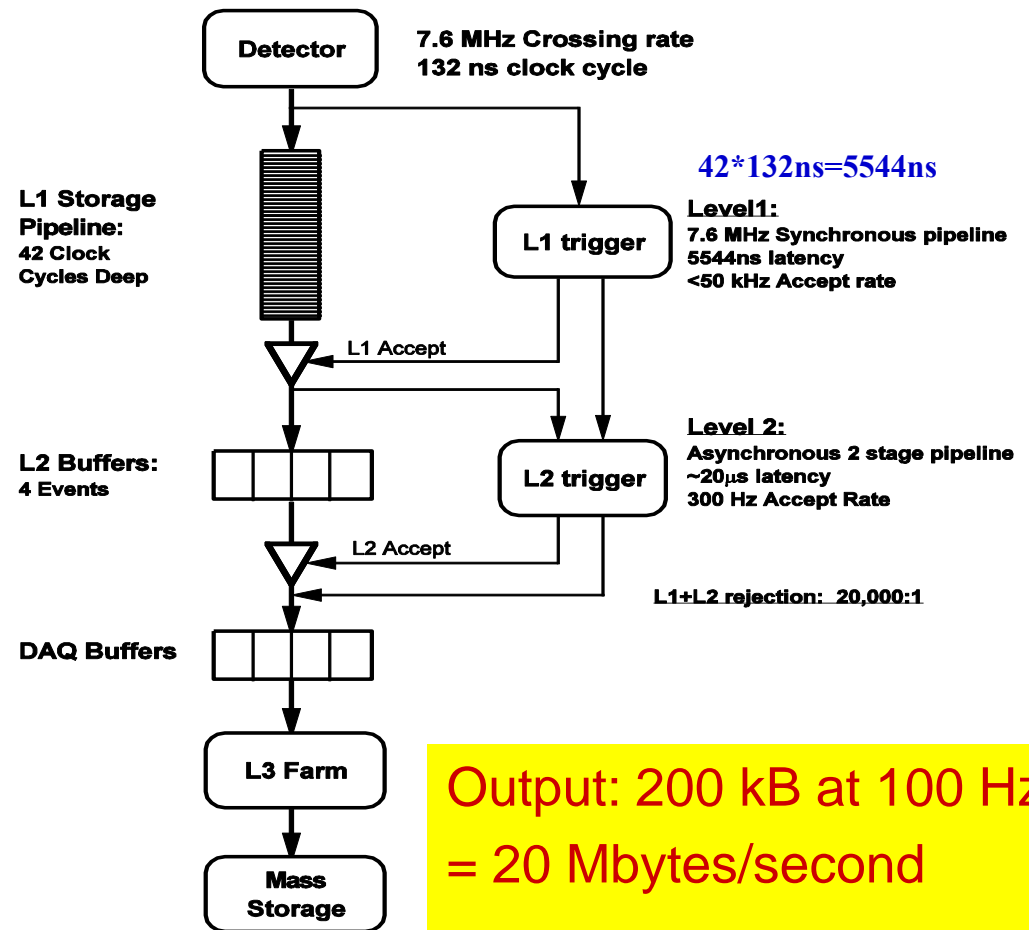 Detector
7.6 MHz Crossing rate
132 ns clock cycle
42*132ns=5544ns
L1 Storage
Pipeline:
42 Clock
Cycles Deep
L1 trigger
Level1:
7.6 MHz Synchronous pipeline
5544ns latency
<50 kHz Accept rate
L1 Accept
L2 Buffers:
4 Events
L2 trigger
Level 2:
Asynchronous 2 stage pipeline
~20μs latency
300 Hz Accept Rate
L2 Accept
L1+L2 rejection: 20,000:1
DAQ Buffers
L3 Farm
Output: 200 kB at 100 Hz
= 20 Mbytes/second
Mass
Storage